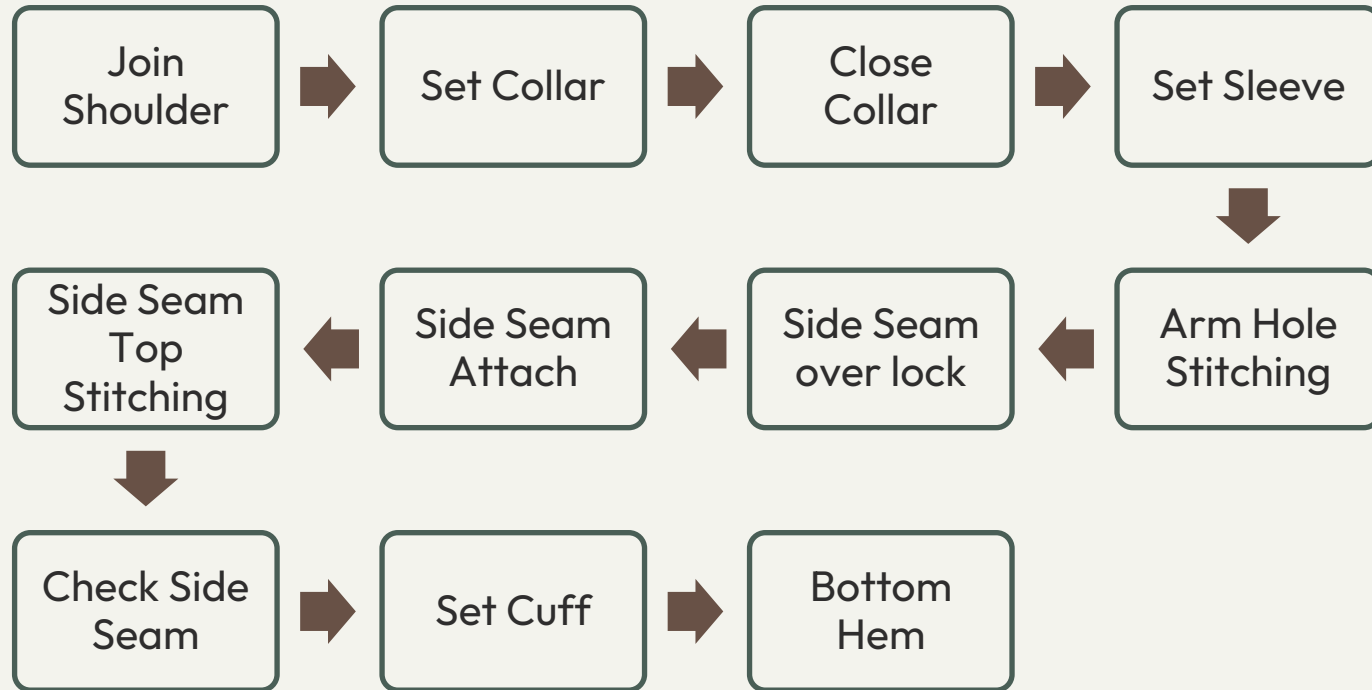 Join
Shoulder
Set Collar
Close
Collar
Set Sleeve
Arm Hole
Stitching
Side Seam
over lock
Side Seam
Attach
Side Seam
Top
Stitching
Check Side
Seam
Set Cuff
Bottom
Hem